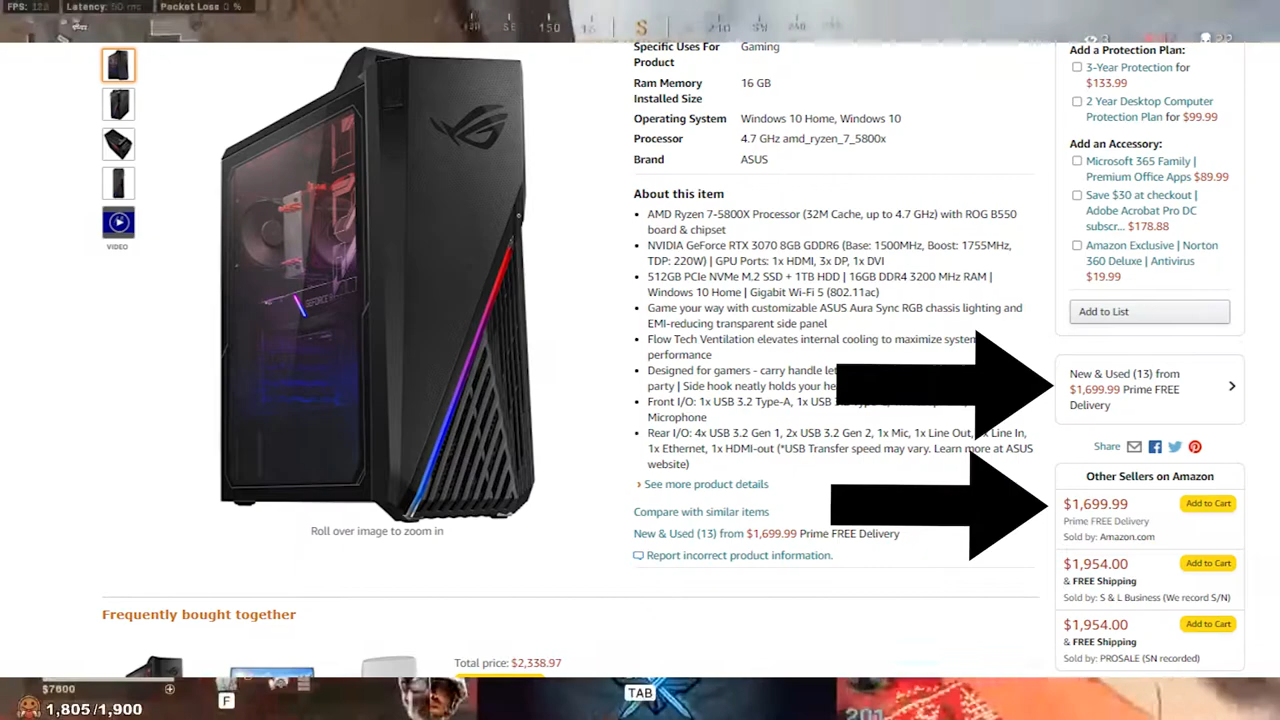 FPS: 128 Latency: 50 ms Packet Loss 0 %
SE
150
S
210
VIDEO
Roll over image to zoom in
Specific Uses For Product
Gaming
Ram Memory Installed Size
16 GB
Operating System
Windows 10 Home, Windows 10
Processor
4.7 GHz amd_ryzen_7_5800x
Brand
ASUS
About this item
AMD Ryzen 7-5800X Processor (32M Cache, up to 4.7 GHz) with ROG B550
board & chipset
NVIDIA GeForce RTX 3070 8GB GDDR6 (Base: 1500MHz, Boost: 1755MHz,
TDP: 220W) | GPU Ports: 1x HDMI, 3x DP, 1x DVI
512GB PCIe NVMe M.2 SSD + 1TB HDD | 16GB DDR4 3200 MHz RAM |
Windows 10 Home | Gigabit Wi-Fi 5 (802.11ac)
Game your way with customizable ASUS Aura Sync RGB chassis lighting and
EMI-reducing transparent side panel
Flow Tech Ventilation elevates internal cooling to maximize system
performance
Designed for gamers - carry handle
party | Side hook neatly holds your
Front I/O: 1x USB 3.2 Type-A, 1x USB
Microphone
Rear I/O: 4x USB 3.2 Gen 1, 2x USB 3.2 Gen 2, 1x Mic, 1x Line Out, Line In,
1x Ethernet, 1x HDMI-out (*USB Transfer speed may vary. Learn more at ASUS
website)
› See more product details
Compare with similar items
New & Used (13) from $1,699.99 Prime FREE Delivery
Report incorrect product information.
Add a Protection Plan:
3-Year Protection for
$133.99
2 Year Desktop Computer
Protection Plan for $99.99
Add an Accessory:
Microsoft 365 Family |
Premium Office Apps $89.99
Save $30 at checkout |
Adobe Acrobat Pro DC
subscr... $178.88
Amazon Exclusive | Norton
360 Deluxe | Antivirus
$19.99
Add to List
New & Used (13) from
$1,699.99 Prime FREE
Delivery
Share
Other Sellers on Amazon
$1,699.99
Add to Cart
Prime FREE Delivery
Sold by: Amazon.com
$1,954.00
Add to Cart
& FREE Shipping
Sold by: S & L Business (We record S/N)
$1,954.00
Add to Cart
& FREE Shipping
Sold by: PROSALE (SN recorded)
Frequently bought together
Total price: $2,338.97
$7600
1,805/1,900
F
TAB